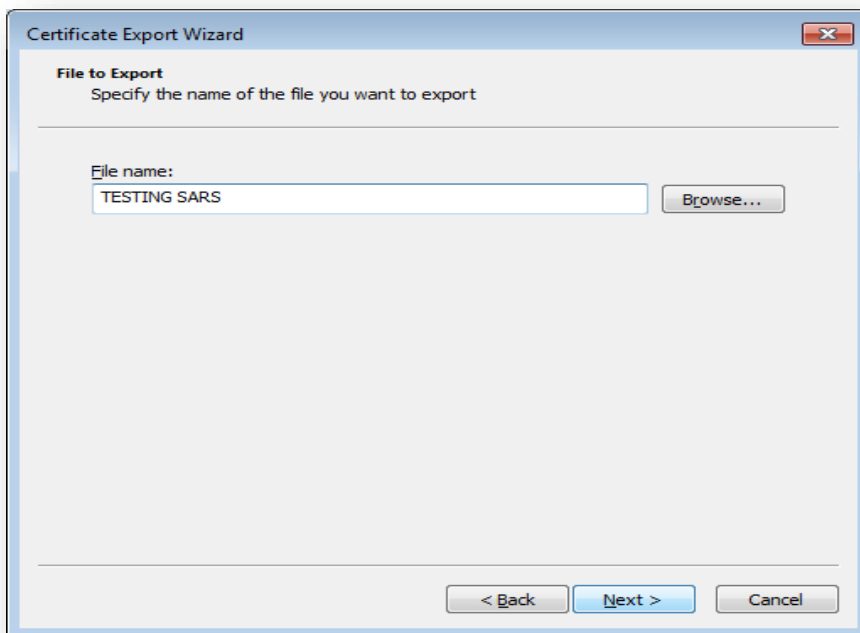 Certificate Export Wizard
File to Export
Specify the name of the file you want to export
File name:
TESTING SARS
Browse...
< Back
Next >
Cancel